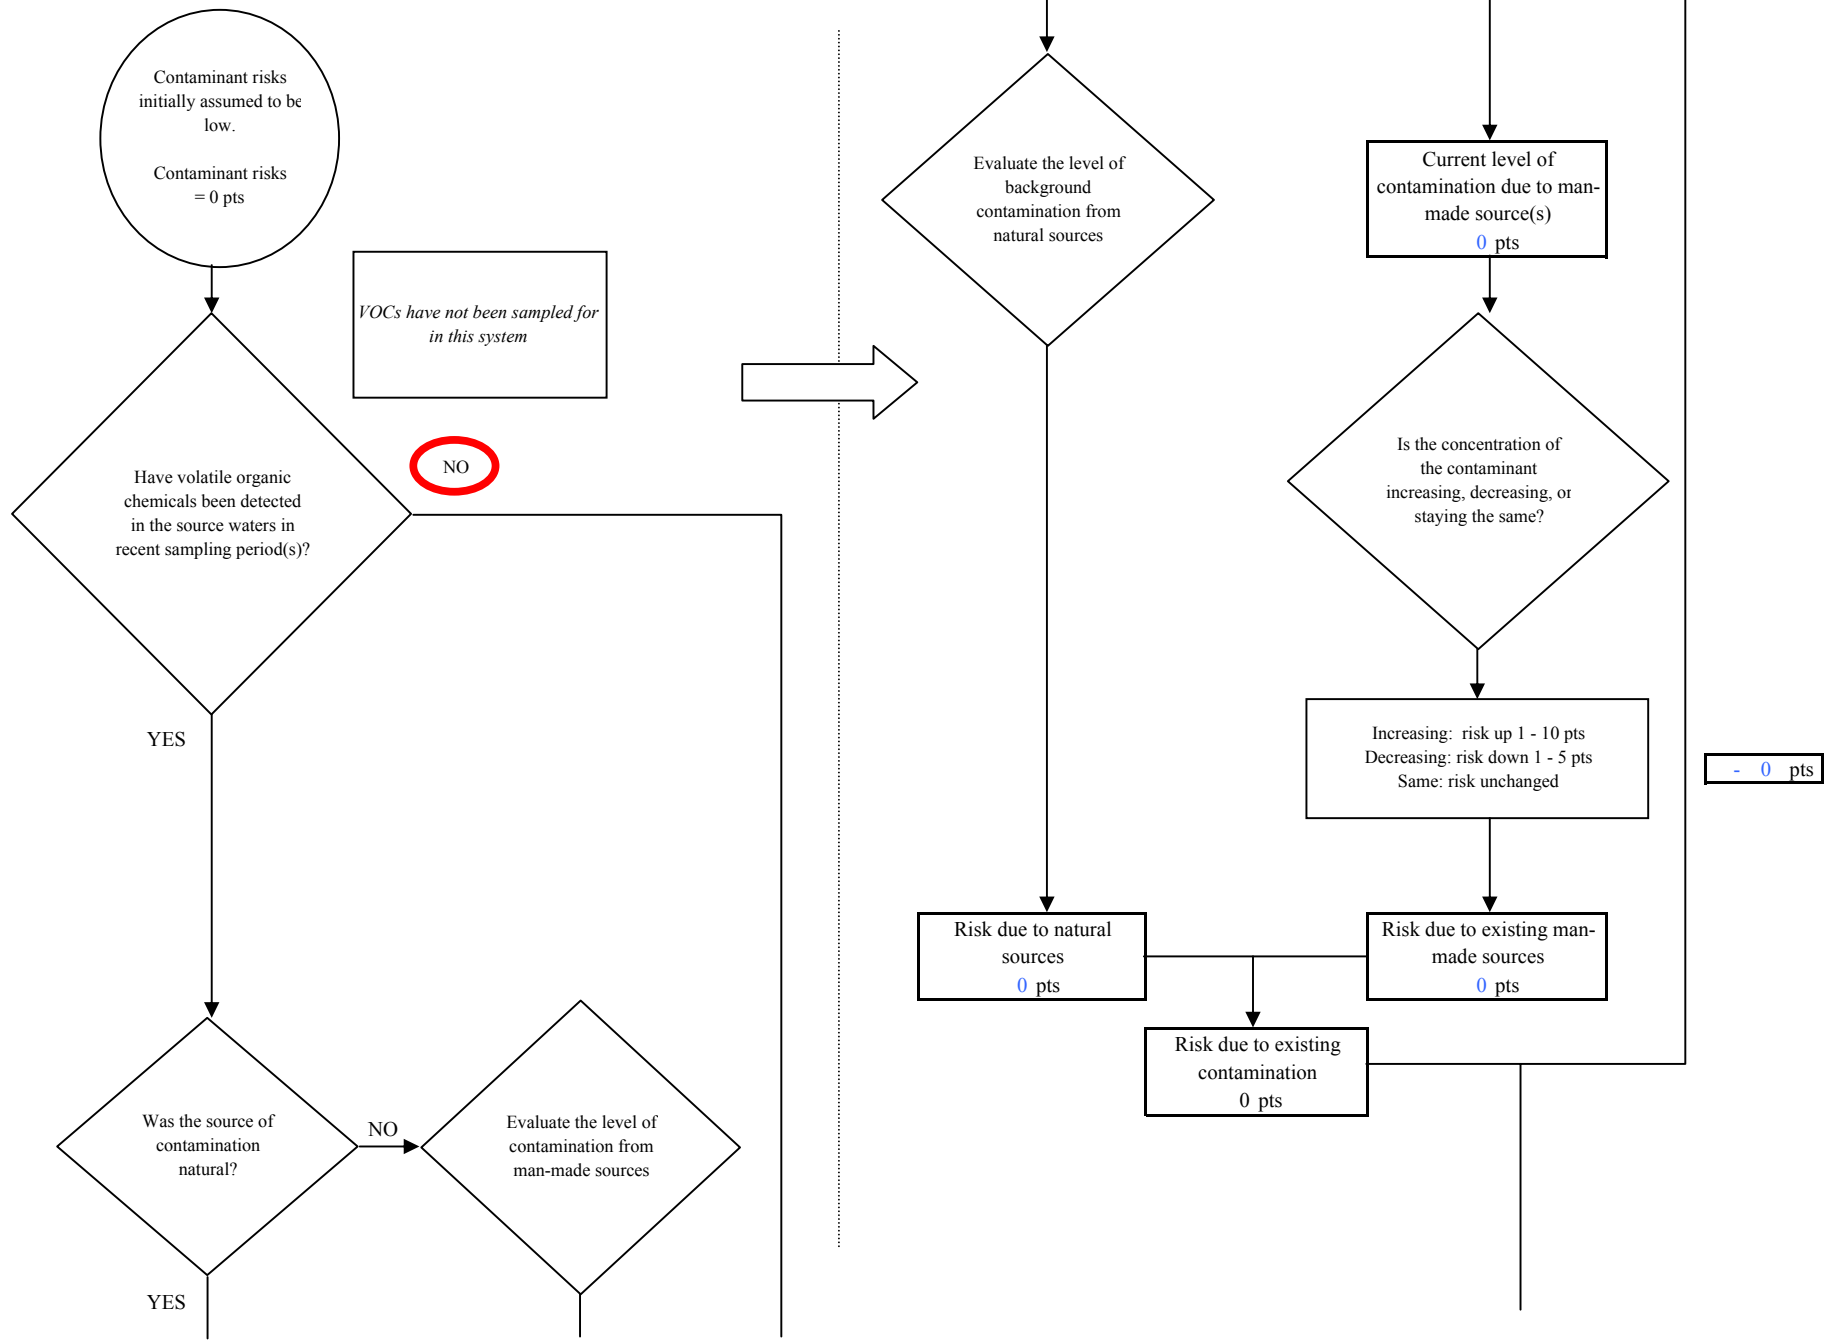 Contaminant risks
initially assumed to be
low.
Contaminant risks
= 0 pts
VOCs have not been sampled for
in this system
NO
Have volatile organic
chemicals been detected
in the source waters in
recent sampling period(s)?
YES
Was the source of
contamination
natural?
NO
Evaluate the level of
contamination from
man-made sources
YES
Evaluate the level of
background
contamination from
natural sources
Current level of
contamination due to man-
made source(s)
0 pts
Is the concentration of
the contaminant
increasing, decreasing, or
staying the same?
Increasing: risk up 1 - 10 pts
Decreasing: risk down 1 - 5 pts
Same: risk unchanged
- 0 pts
Risk due to natural
sources
0 pts
Risk due to existing man-
made sources
0 pts
Risk due to existing
contamination
0 pts